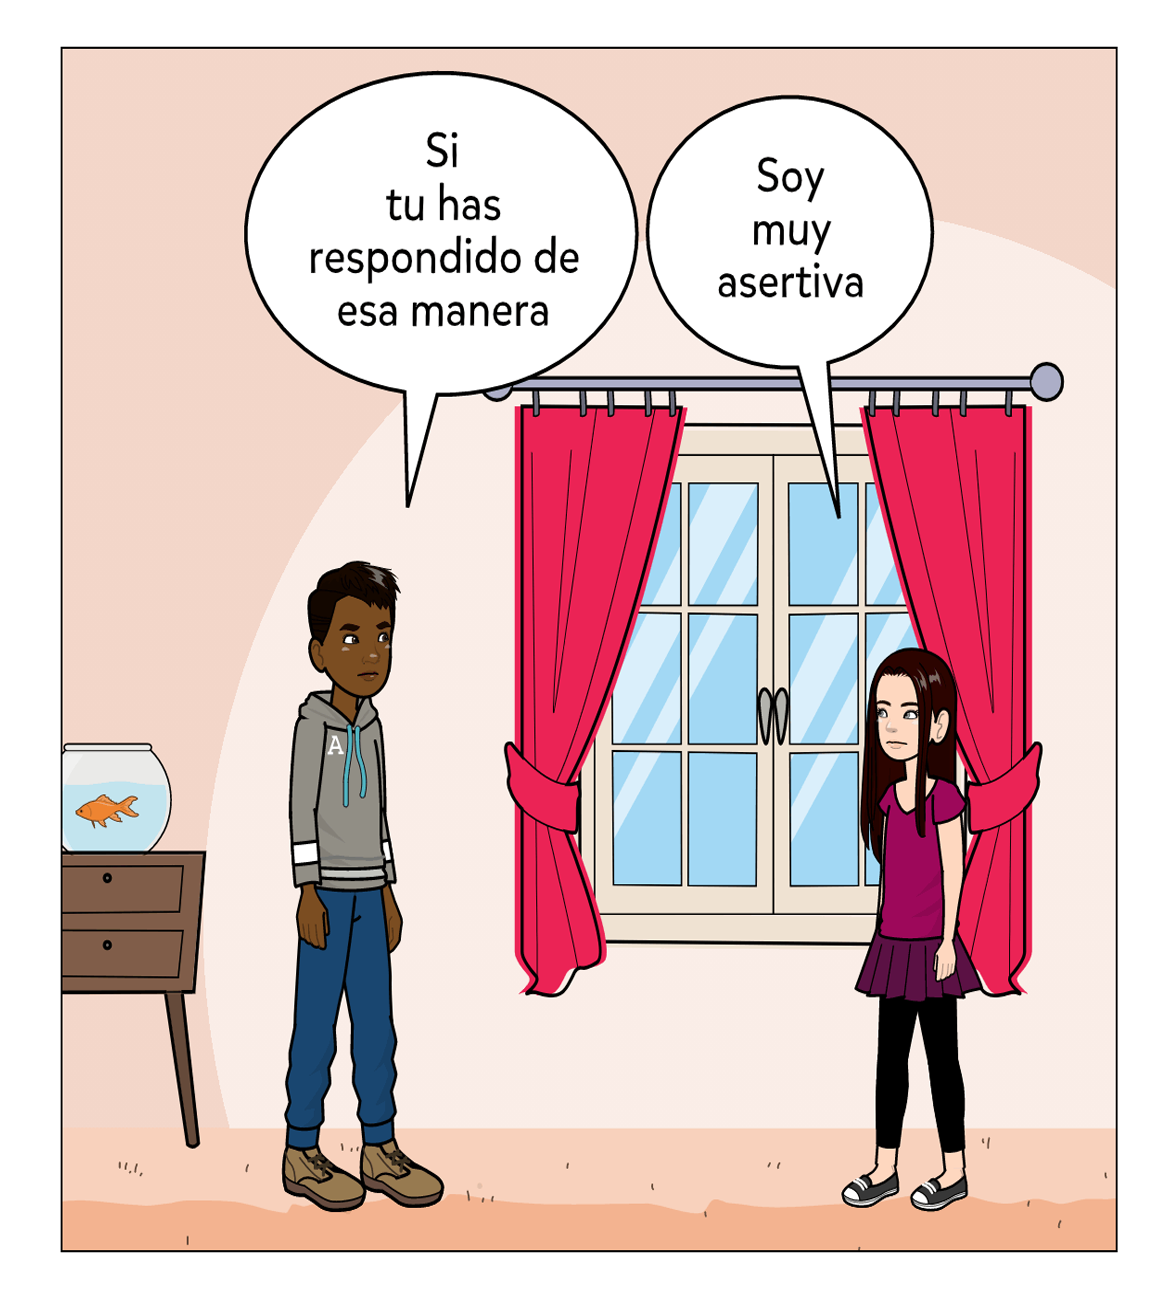 Si
tu has
respondido de
esa manera
Soy
muy
asertiva
A